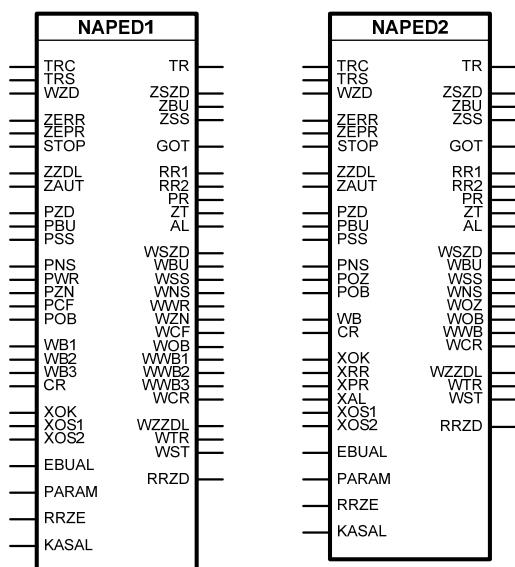 NAPED1
TRC TR
TRS
WZD ZSZD
ZBU
ZERR ZSS
ZEPR
STOP GOT
ZZDL RR1
ZAUT RR2
PR
PZD ZT
PBU AL
PSS
WSZD
PNS WBU
PWR WSS
PZN WNS
PCF WWR
POB WZN
WCF
WB1 WOB
WB2 WWB1
WB3 WWB2
CR WWB3
WCR
XOK
XOS1 WZZDL
XOS2 WTR
WST
EBUAL
RRZD
PARAM
RRZE
KASAL
NAPED2
TRC TR
TRS
WZD ZSZD
ZBU
ZERR ZSS
ZEPR
STOP GOT
ZZDL RR1
ZAUT RR2
PR
PZD ZT
PBU AL
PSS
WSZD
PNS WBU
POZ WSS
POB WNS
WOZ
WB WOB
CR WWB
WCR
XOK
XRR WZZDL
XPR WTR
XAL WST
XOS1
XOS2 RRZD
EBUAL
PARAM
RRZE
KASAL